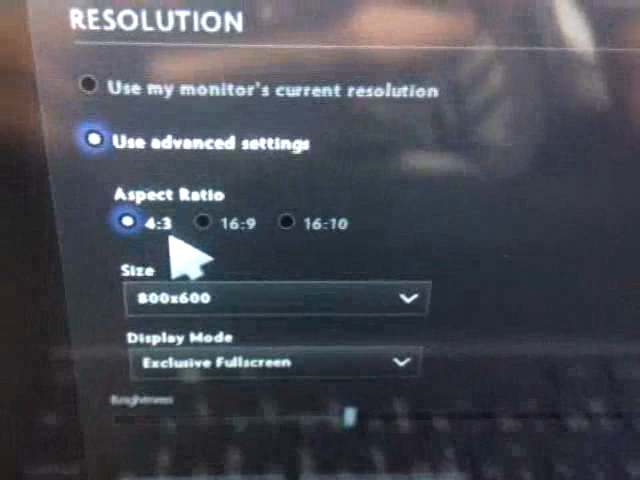 RESOLUTION
Use my monitor's current resolution
Use advanced settings
Aspect Ratio
4:3 16:9 16:10
Size
800x600
Display Mode
Exclusive Fullscreen
Brightness